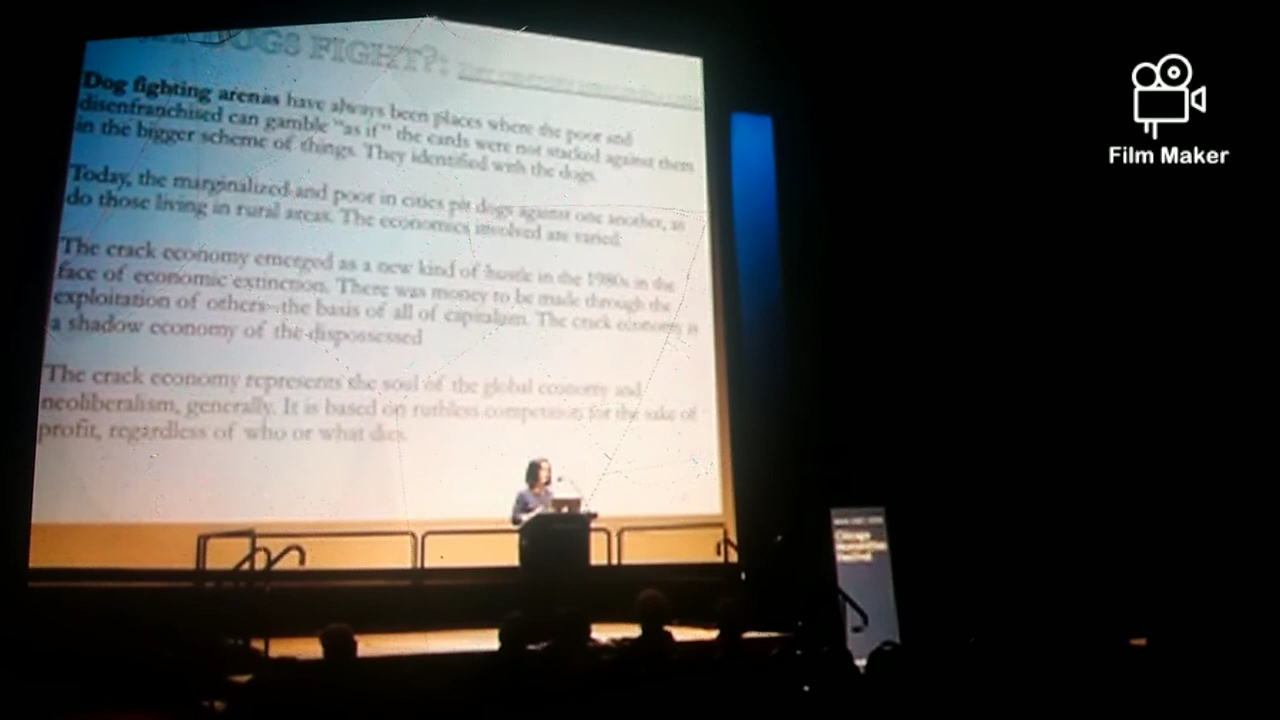 DOGS FIGHT?:
Dog fighting arenas have always been places where the poor and
disenfranchised can gamble "as if" the cards were not stacked against them
in the bigger scheme of things. They identified with the dogs.
Today, the marginalized and poor in cities pit dogs against one another, as
do those living in rural areas. The economics involved are varied.
The crack economy emerged as a new kind of hustle in the 1980s in the
face of economic extinction. There was money to be made through the
exploitation of others--the basis of all of capitalism. The crack economy is
a shadow economy of the dispossessed
The crack economy represents the soul of the global economy and
neoliberalism, generally. It is based on ruthless competition for the sake of
profit, regardless of who or what dies.
Film Maker
Chicago
Humanities
Festival